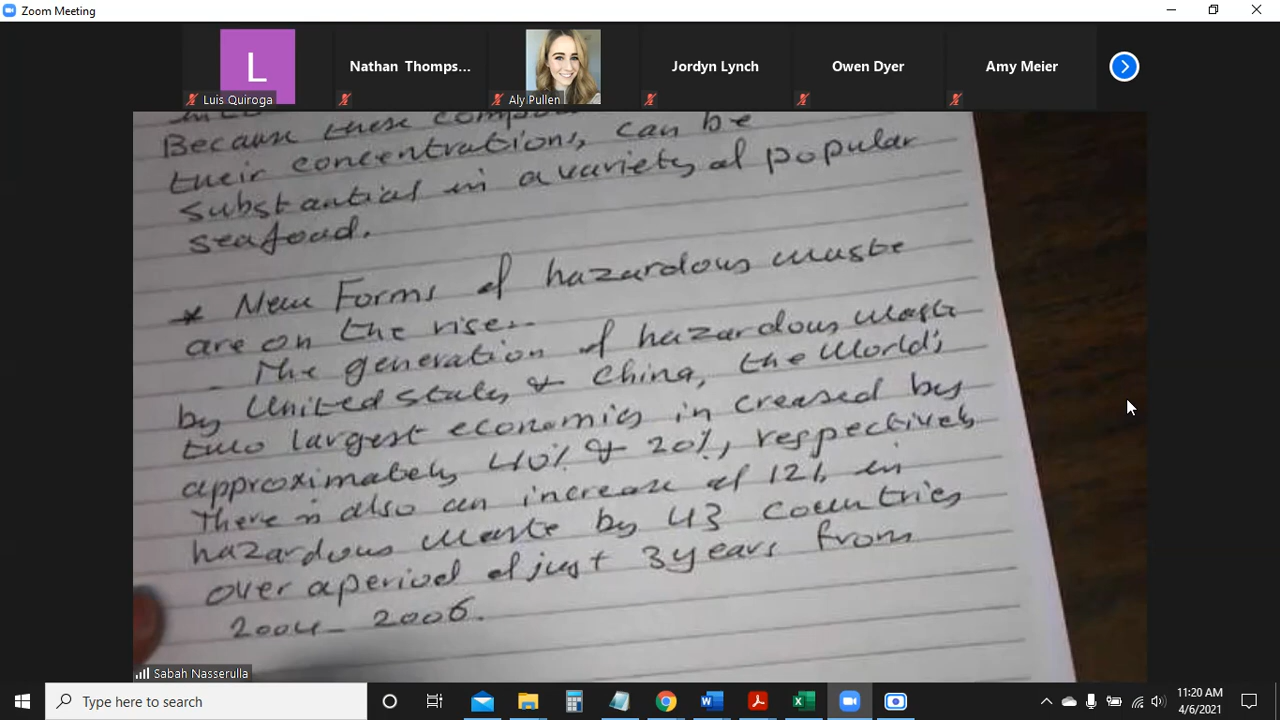 Zoom Meeting
L
Luis Quiroga
Nathan Thomps...
Aly Pullen
Jordyn Lynch
Owen Dyer
Amy Meier
Because these
their concentrations, can be
substantial in a variety of popular
seafood.
* New Forms of hazardous waste
are on the rise.
- The generation of hazardous waste
by United States & China, the World's
two largest economies increased by
approximately 40% & 20%, respectively
There is also an increase of 12% in
hazardous waste by 43 countries
over a period of just 3 years from
2004 - 2006.
Sabah Nasserulla
Type here to search
11:20 AM
4/6/2021